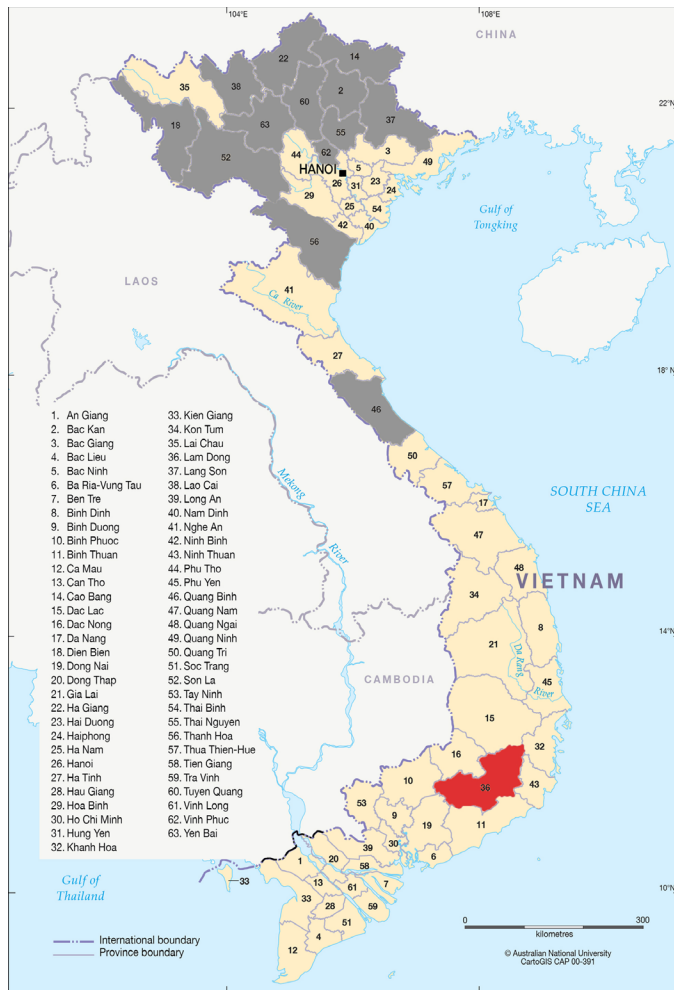 104°E
108°E
CHINA
22
14
35
38
60
2
22°N
19
63
55
37
52
44
62
3
49
HANOI
5
26
31
23
24
29
25
54
42
40
Gulf of
Tongking
56
LAOS
41
Ca River
27
18° N
46
50
1. An Giang
2. Bac Kan
3. Bac Giang
4. Bac Lieu
5. Bac Ninh
6. Ba Ria-Vung Tau
7. Ben Tre
8. Binh Dinh
9. Binh Duong
10. Binh Phuoc
11. Binh Thuan
12. Ca Mau
13. Can Tho
14. Cao Bang
15. Dac Lac
16. Dac Nong
17. Da Nang
18. Dien Bien
19. Dong Nai
20. Dong Thap
21. Gia Lai
22. Ha Giang
23. Hai Duong
24. Haiphong
25. Ha Nam
26. Hanoi
27. Ha Tinh
28. Hau Giang
29. Hoa Binh
30. Ho Chi Minh
31. Hung Yen
32. Khanh Hoa
33. Kien Giang
34. Kon Tum
35. Lai Chau
36. Lam Dong
37. Lang Son
38. Lao Cai
39. Long An
40. Nam Dinh
41. Nghe An
42. Ninh Binh
43. Ninh Thuan
44. Phu Tho
45. Phu Yen
46. Quang Binh
47. Quang Nam
48. Quang Ngai
49. Quang Ninh
50. Quang Tri
51. Soc Trang
52. Son La
53. Tay Ninh
54. Thai Binh
55. Thai Nguyen
56. Thanh Hoa
57. Thua Thien-Hue
58. Tien Giang
59. Tra Vinh
60. Tuyen Quang
61. Vinh Long
62. Vinh Phuc
63. Yen Bai
Mekong
River
57
17
SOUTH CHINA
SEA
47
48
VIETNAM
34
8
14°N
21
Da Rang
River
CAMBODIA
45
15
32
16
10
36
43
53
9
19
11
39
30
6
1
20
58
Gulf of
Thailand
33
13
61
7
10°N
33
28
59
51
4
12
0
300
kilometres
International boundary
Province boundary
© Australian National University
CartoGIS CAP 00-391